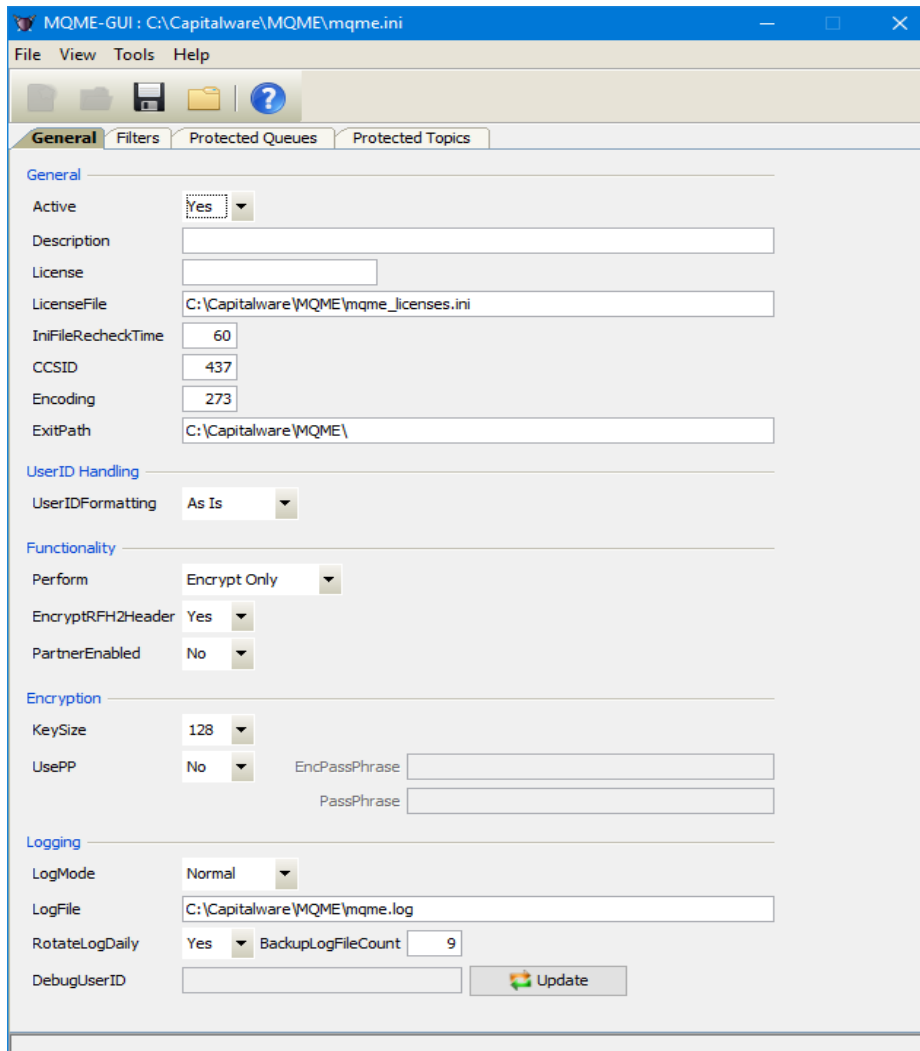 MQME-GUI : C:\Capitalware\MQME\mqme.ini
File View Tools Help
General Filters Protected Queues Protected Topics
General
Active Yes
Description
License
LicenseFile C:\Capitalware\MQME\mqme_licenses.ini
IniFileRecheckTime 60
CCSID 437
Encoding 273
ExitPath C:\Capitalware\MQME\
UserID Handling
UserIDFormatting As Is
Functionality
Perform Encrypt Only
EncryptRFH2Header Yes
PartnerEnabled No
Encryption
KeySize 128
UsePP No EncPassPhrase
PassPhrase
Logging
LogMode Normal
LogFile C:\Capitalware\MQME\mqme.log
RotateLogDaily Yes BackupLogFileCount 9
DebugUserID Update